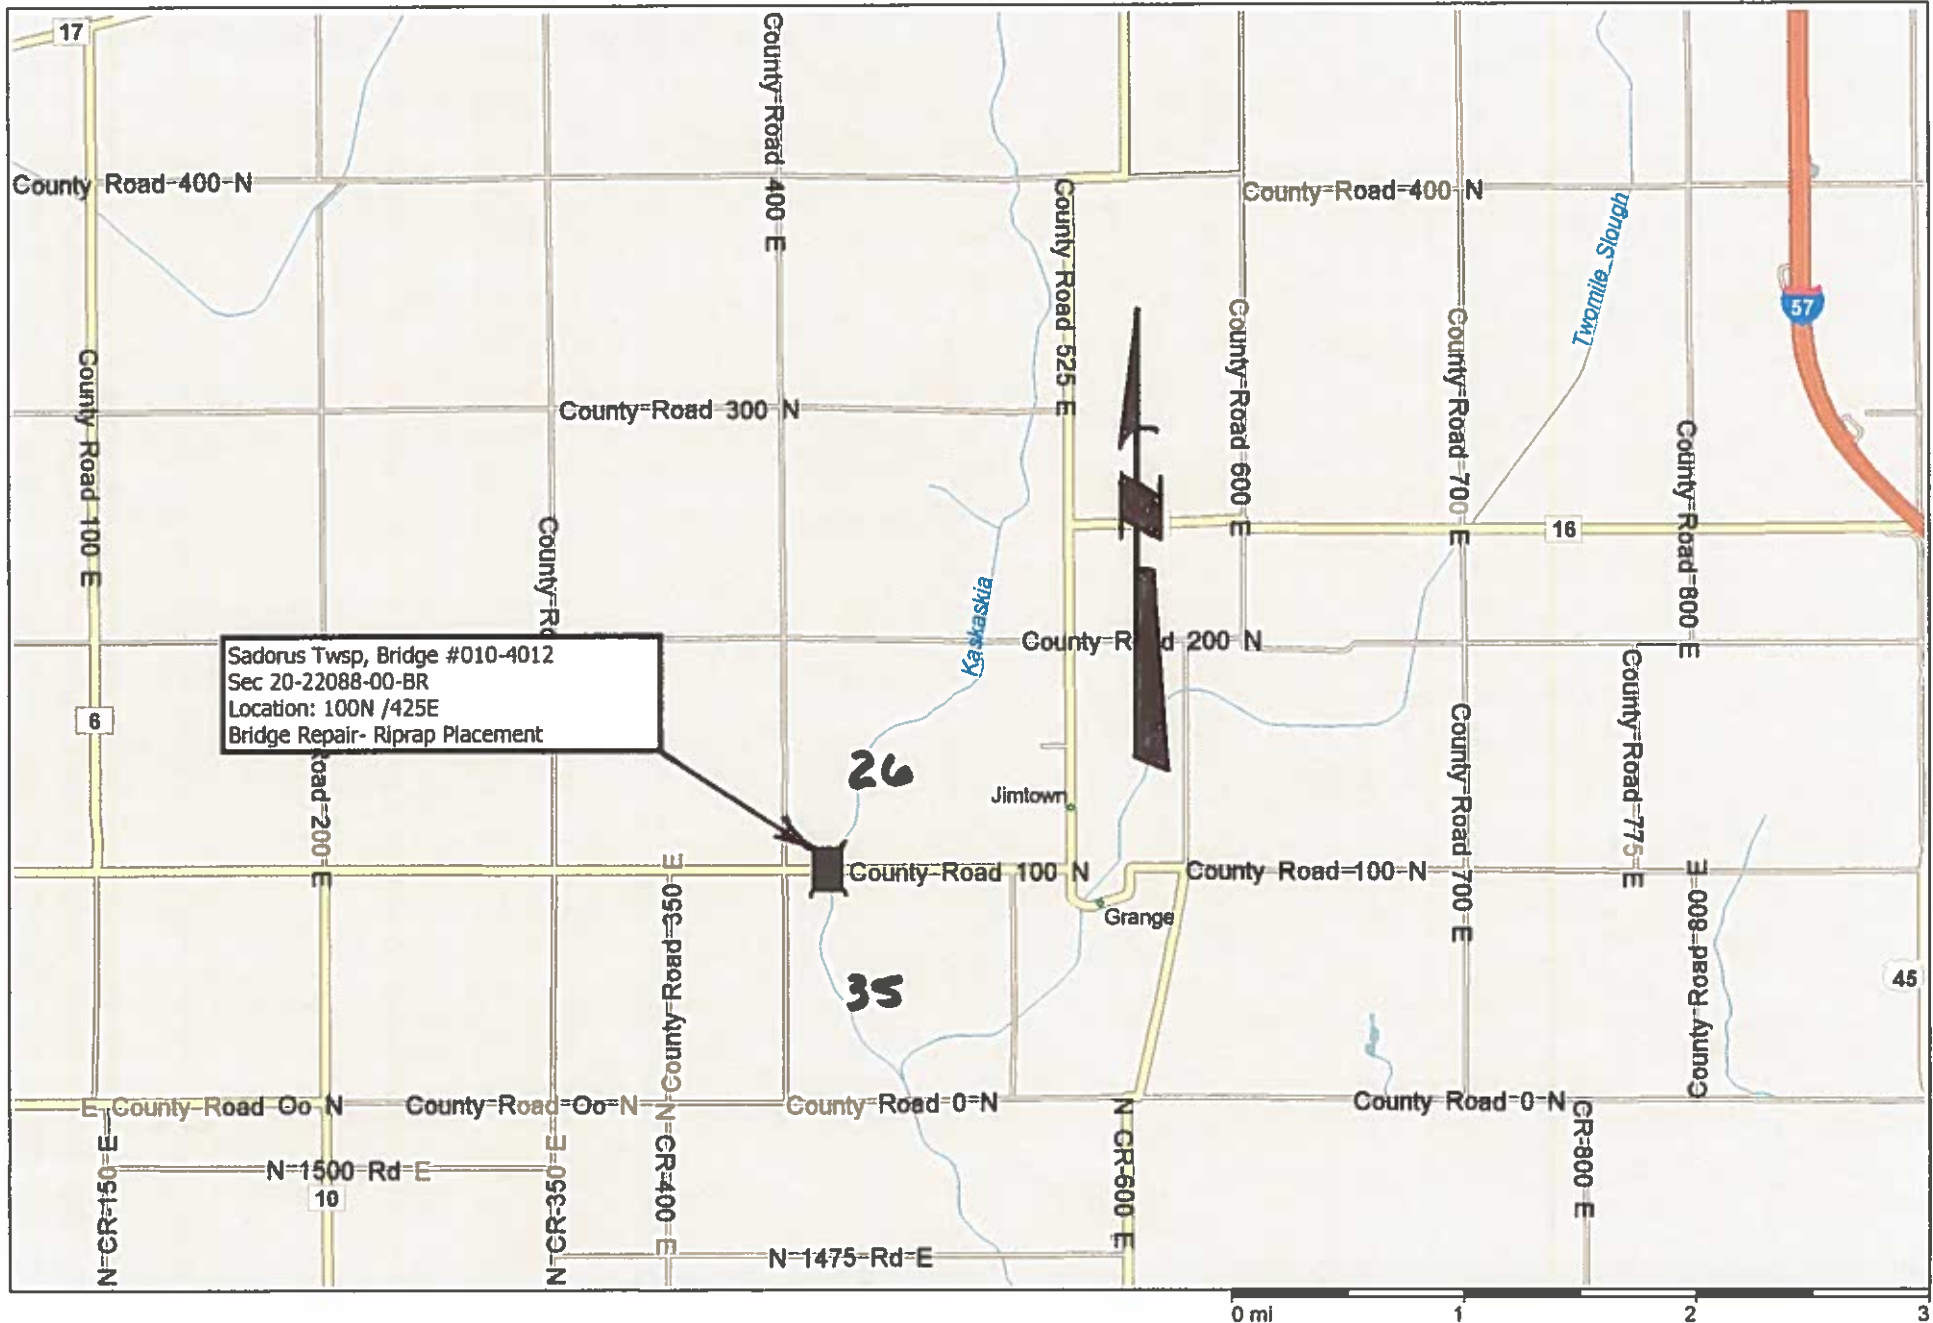 17
County Road 400 E
County Road 400 N
County Road 400 N
County Road 525 E
Twomile Slough
57
County Road 100 E
County Road 300 N
County Road 600 E
County Road 700 E
County Road 800 E
16
Kaskaskia
County Ro
County R d 200 N
Sadorus Twsp, Bridge #010-4012
Sec 20-22088-00-BR
Location: 100N /425E
Bridge Repair- Riprap Placement
6
Road 200 E
26
Jimtown
County Road 700 E
County Road 775 E
County Road 350 E
County Road 100 N
County Road 100 N
Grange
County Road 800 E
35
45
E County Road Oo N
County Road Oo N
County Road 0 N
County Road 0 N
N CR 150 E
N 1500 Rd E
10
N CR 350 E
N CR 400 E
N 1475 Rd E
N CR 600 E
CR 800 E
0 mi 1 2 3